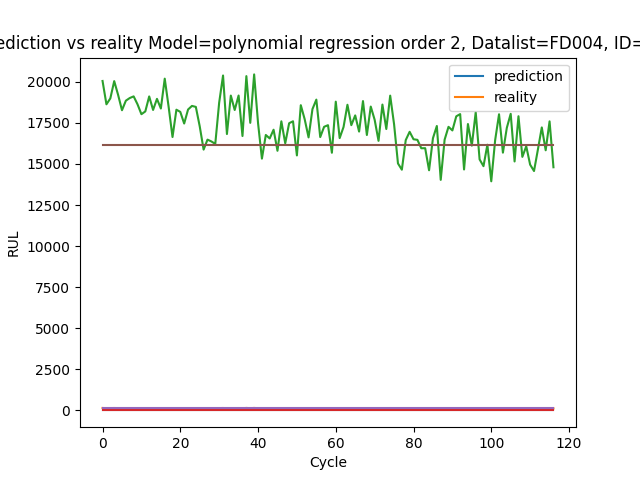 ediction vs reality Model=polynomial regression order 2, Datalist=FD004, ID=
prediction
reality
20000
17500
15000
12500
10000
7500
5000
2500
0
RUL
0 20 40 60 80 100 120
Cycle